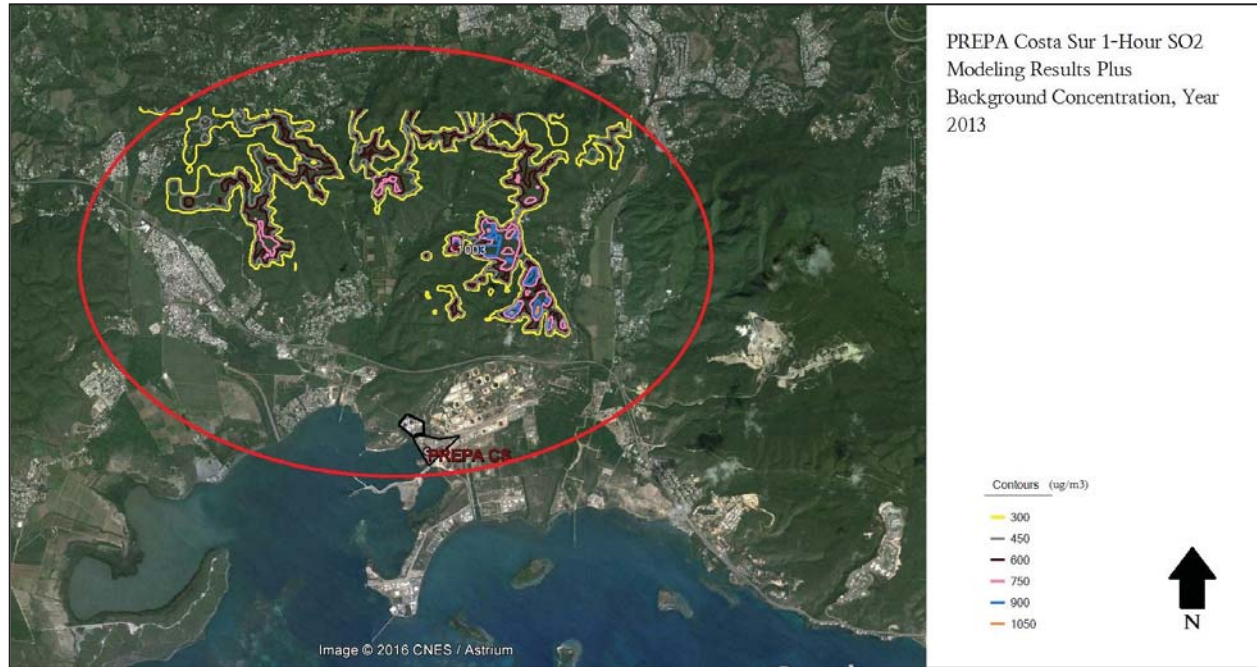 PREPA Costa Sur 1-Hour SO2
Modeling Results Plus
Background Concentration, Year
2013
PREPA CS
Contours (ug/m3)
300
450
600
750
900
1050
N
Image © 2016 CNES / Astrium